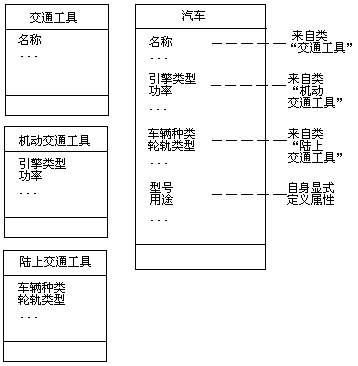 交通工具
名称
...
机动交通工具
引擎类型
功率
...
陆上交通工具
车辆种类
轮轨类型
...
汽车
名称
...
来自类
“交通工具”
引擎类型
功率
...
来自类
“机动
交通工具”
车辆种类
轮轨类型
...
来自类
“陆上
交通工具”
型号
用途
...
自身显式
定义属性